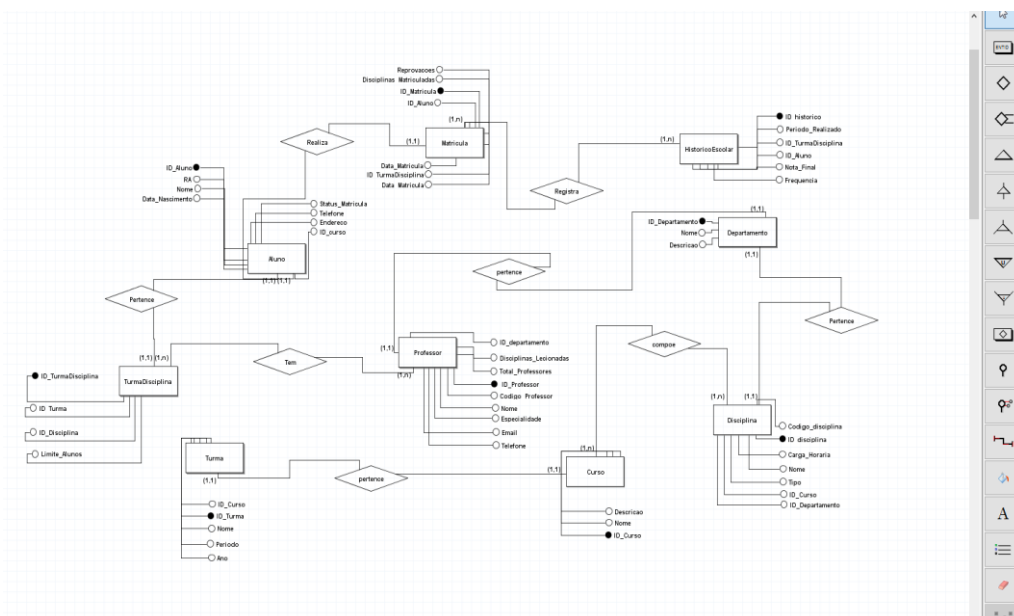 Reprovacoes
Disciplinas Matriculadas
ID_Matricula
ID_Aluno
(1,n)
Realiza
(1,1)
Matricula
Data_Matricula
ID TurmaDisciplina
Data Matricula
(1,n)
HistoricoEscolar
ID historico
Periodo_Realizado
ID_TurmaDisciplina
ID_Aluno
Nota_Final
Frequencia
Registra
ID_Aluno
RA
Nome
Data_Nascimento
Status_Matricula
Telefone
Endereco
ID_curso
Aluno
(1,1)
(1,1)
ID_Departamento
Nome
Descricao
(1,1)
Departamento
(1,1)
pertence
Pertence
Pertence
(1,1)
(1,n)
TurmaDisciplina
ID_TurmaDisciplina
ID Turma
ID_Disciplina
Limite_Alunos
Tem
(1,1)
Professor
(1,n)
ID_departamento
Disciplinas_Lecionadas
Total_Professores
ID_Professor
Codigo Professor
Nome
Especialidade
Email
Telefone
compoe
(1,n)
(1,1)
Disciplina
Codigo_disciplina
ID disciplina
Carga_Horaria
Nome
Tipo
ID_Curso
ID_Departamento
Turma
(1,1)
ID_Curso
ID_Turma
Nome
Periodo
Ano
pertence
(1,n)
(1,1)
Curso
Descricao
Nome
ID_Curso
A